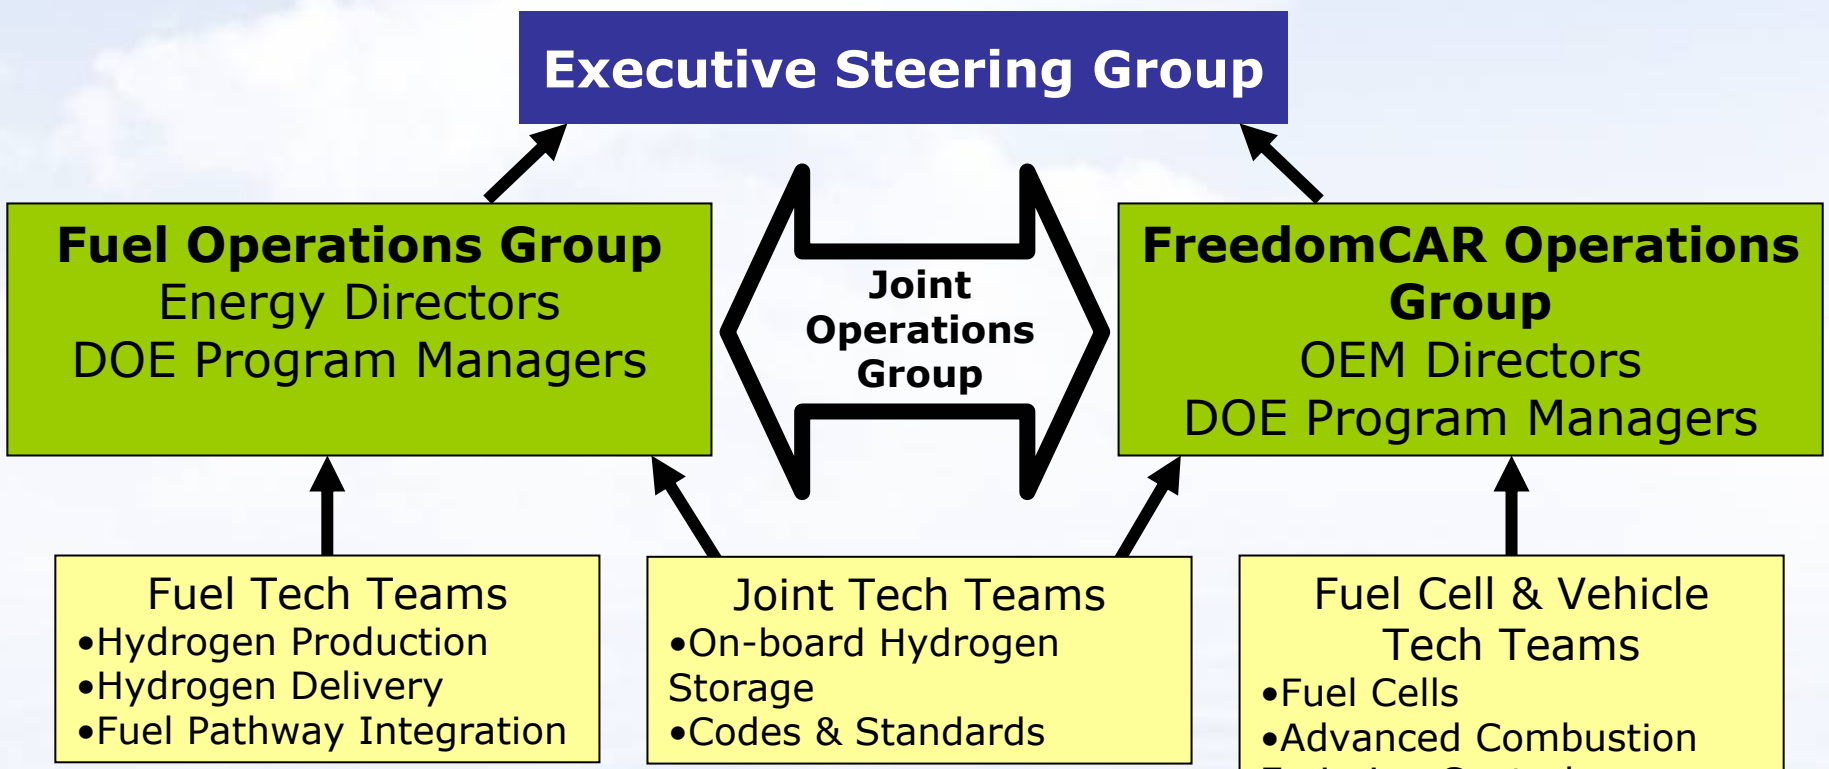 Executive Steering Group
Fuel Operations Group
Energy Directors
DOE Program Managers
Joint
Operations
Group
FreedomCAR Operations
Group
OEM Directors
DOE Program Managers
Fuel Tech Teams
•Hydrogen Production
•Hydrogen Delivery
•Fuel Pathway Integration
Joint Tech Teams
•On-board Hydrogen
Storage
•Codes & Standards
Fuel Cell & Vehicle
Tech Teams
•Fuel Cells
•Advanced Combustion